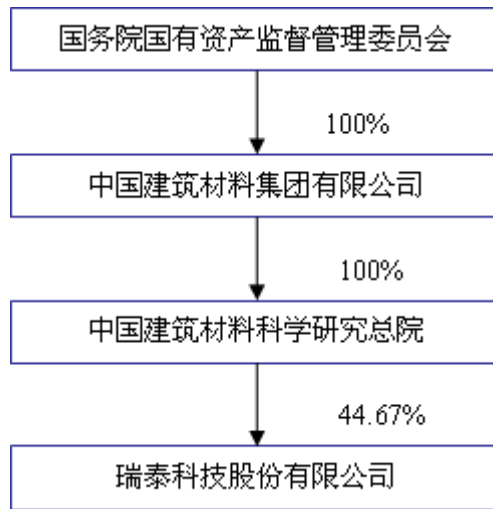 国务院国有资产监督管理委员会
100%
中国建筑材料集团有限公司
100%
中国建筑材料科学研究总院
44.67%
瑞泰科技股份有限公司